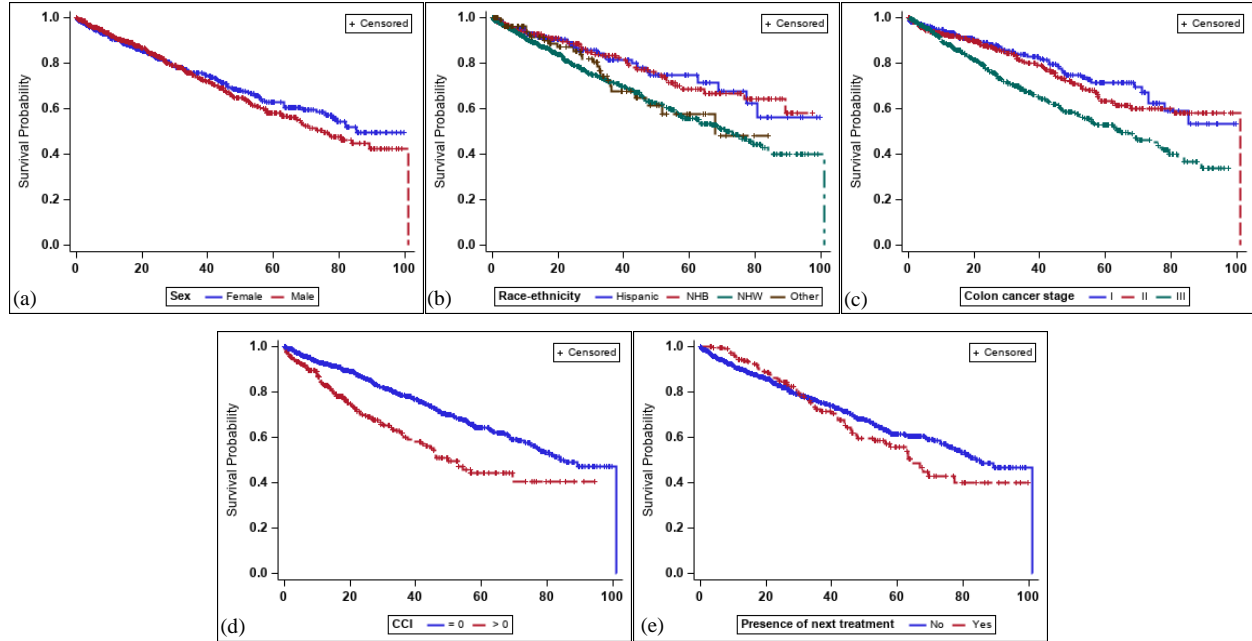 + Censored
1.0
0.8
0.6
0.4
0.2
0.0
Survival Probability
0 20 40 60 80 100
(a)
Sex Female Male
+ Censored
1.0
0.8
0.6
0.4
0.2
0.0
Survival Probability
0 20 40 60 80 100
(b)
Race-ethnicity Hispanic NHB NHW Other
+ Censored
1.0
0.8
0.6
0.4
0.2
0.0
Survival Probability
0 20 40 60 80 100
(c)
Colon cancer stage I II III
+ Censored
1.0
0.8
0.6
0.4
0.2
0.0
Survival Probability
0 20 40 60 80 100
(d)
CCI = 0 > 0
+ Censored
1.0
0.8
0.6
0.4
0.2
0.0
Survival Probability
0 20 40 60 80 100
(e)
Presence of next treatment No Yes